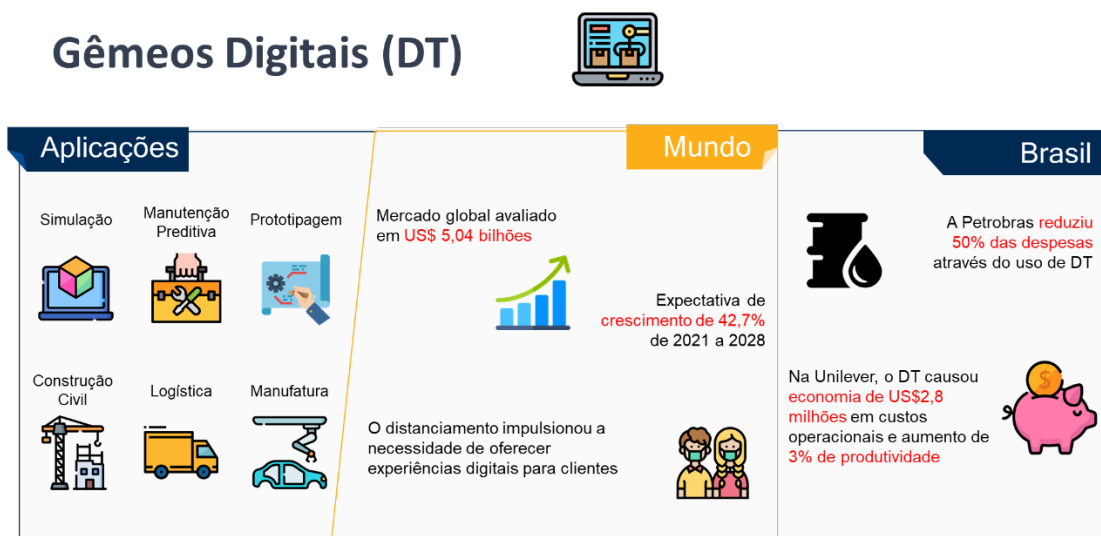 Gêmeos Digitais (DT)
Aplicações
Simulação
Manutenção
Preditiva
Prototipagem
Construção
Civil
Logística
Manufatura
Mundo
Mercado global avaliado
em US$ 5,04 bilhões
Expectativa de
crescimento de 42,7%
de 2021 a 2028
O distanciamento impulsionou a
necessidade de oferecer
experiências digitais para clientes
Brasil
A Petrobras reduziu
50% das despesas
através do uso de DT
Na Unilever, o DT causou
economia de US$2,8
milhões em custos
operacionais e aumento de
3% de produtividade